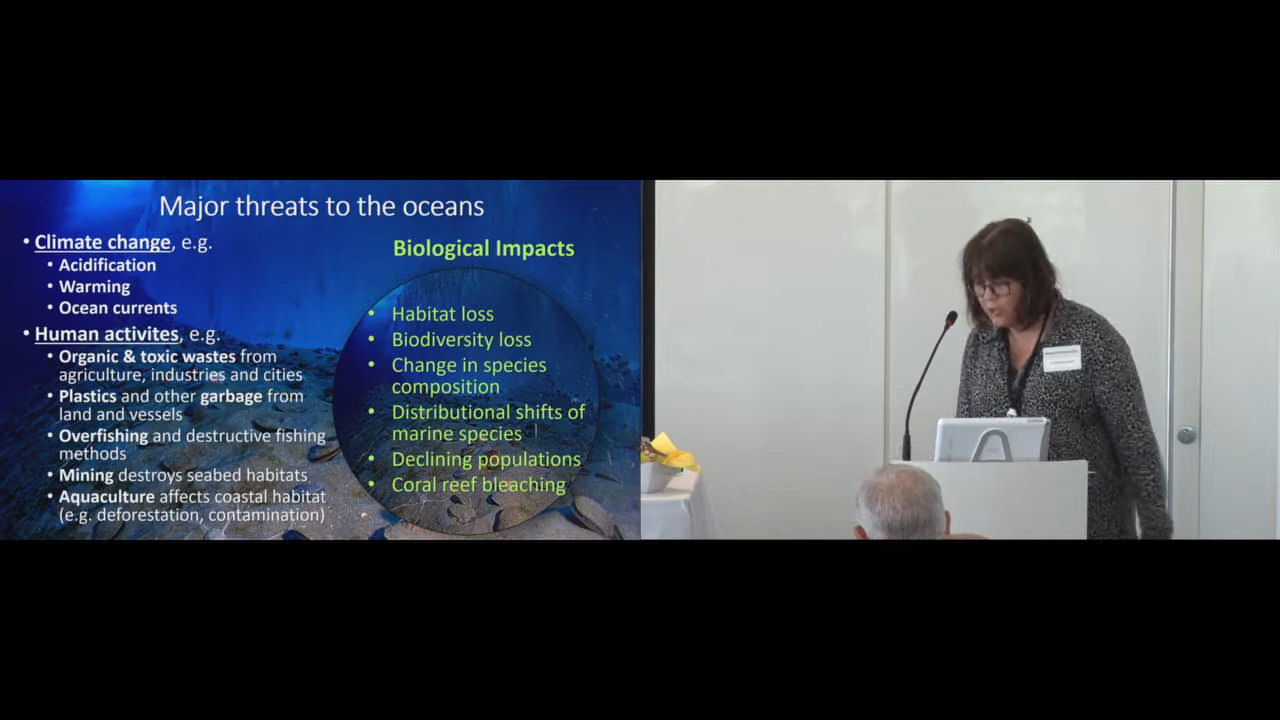 Major threats to the oceans
• Climate change, e.g.
• Acidification
• Warming
• Ocean currents
• Human activites, e.g.
• Organic & toxic wastes from
agriculture, industries and cities
• Plastics and other garbage from
land and vessels
• Overfishing and destructive fishing
methods
• Mining destroys seabed habitats
• Aquaculture affects coastal habitat
(e.g. deforestation, contamination)
Biological Impacts
• Habitat loss
• Biodiversity loss
• Change in species
composition
• Distributional shifts of
marine species
• Declining populations
• Coral reef bleaching